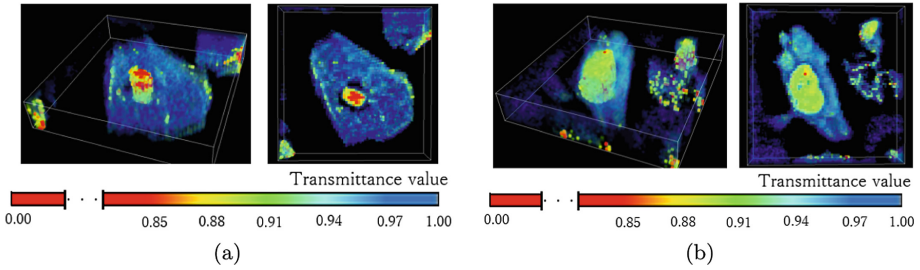 Transmittance value
0.00 · · · 0.85 0.88 0.91 0.94 0.97 1.00
(a)
Transmittance value
0.00 · · · 0.85 0.88 0.91 0.94 0.97 1.00
(b)